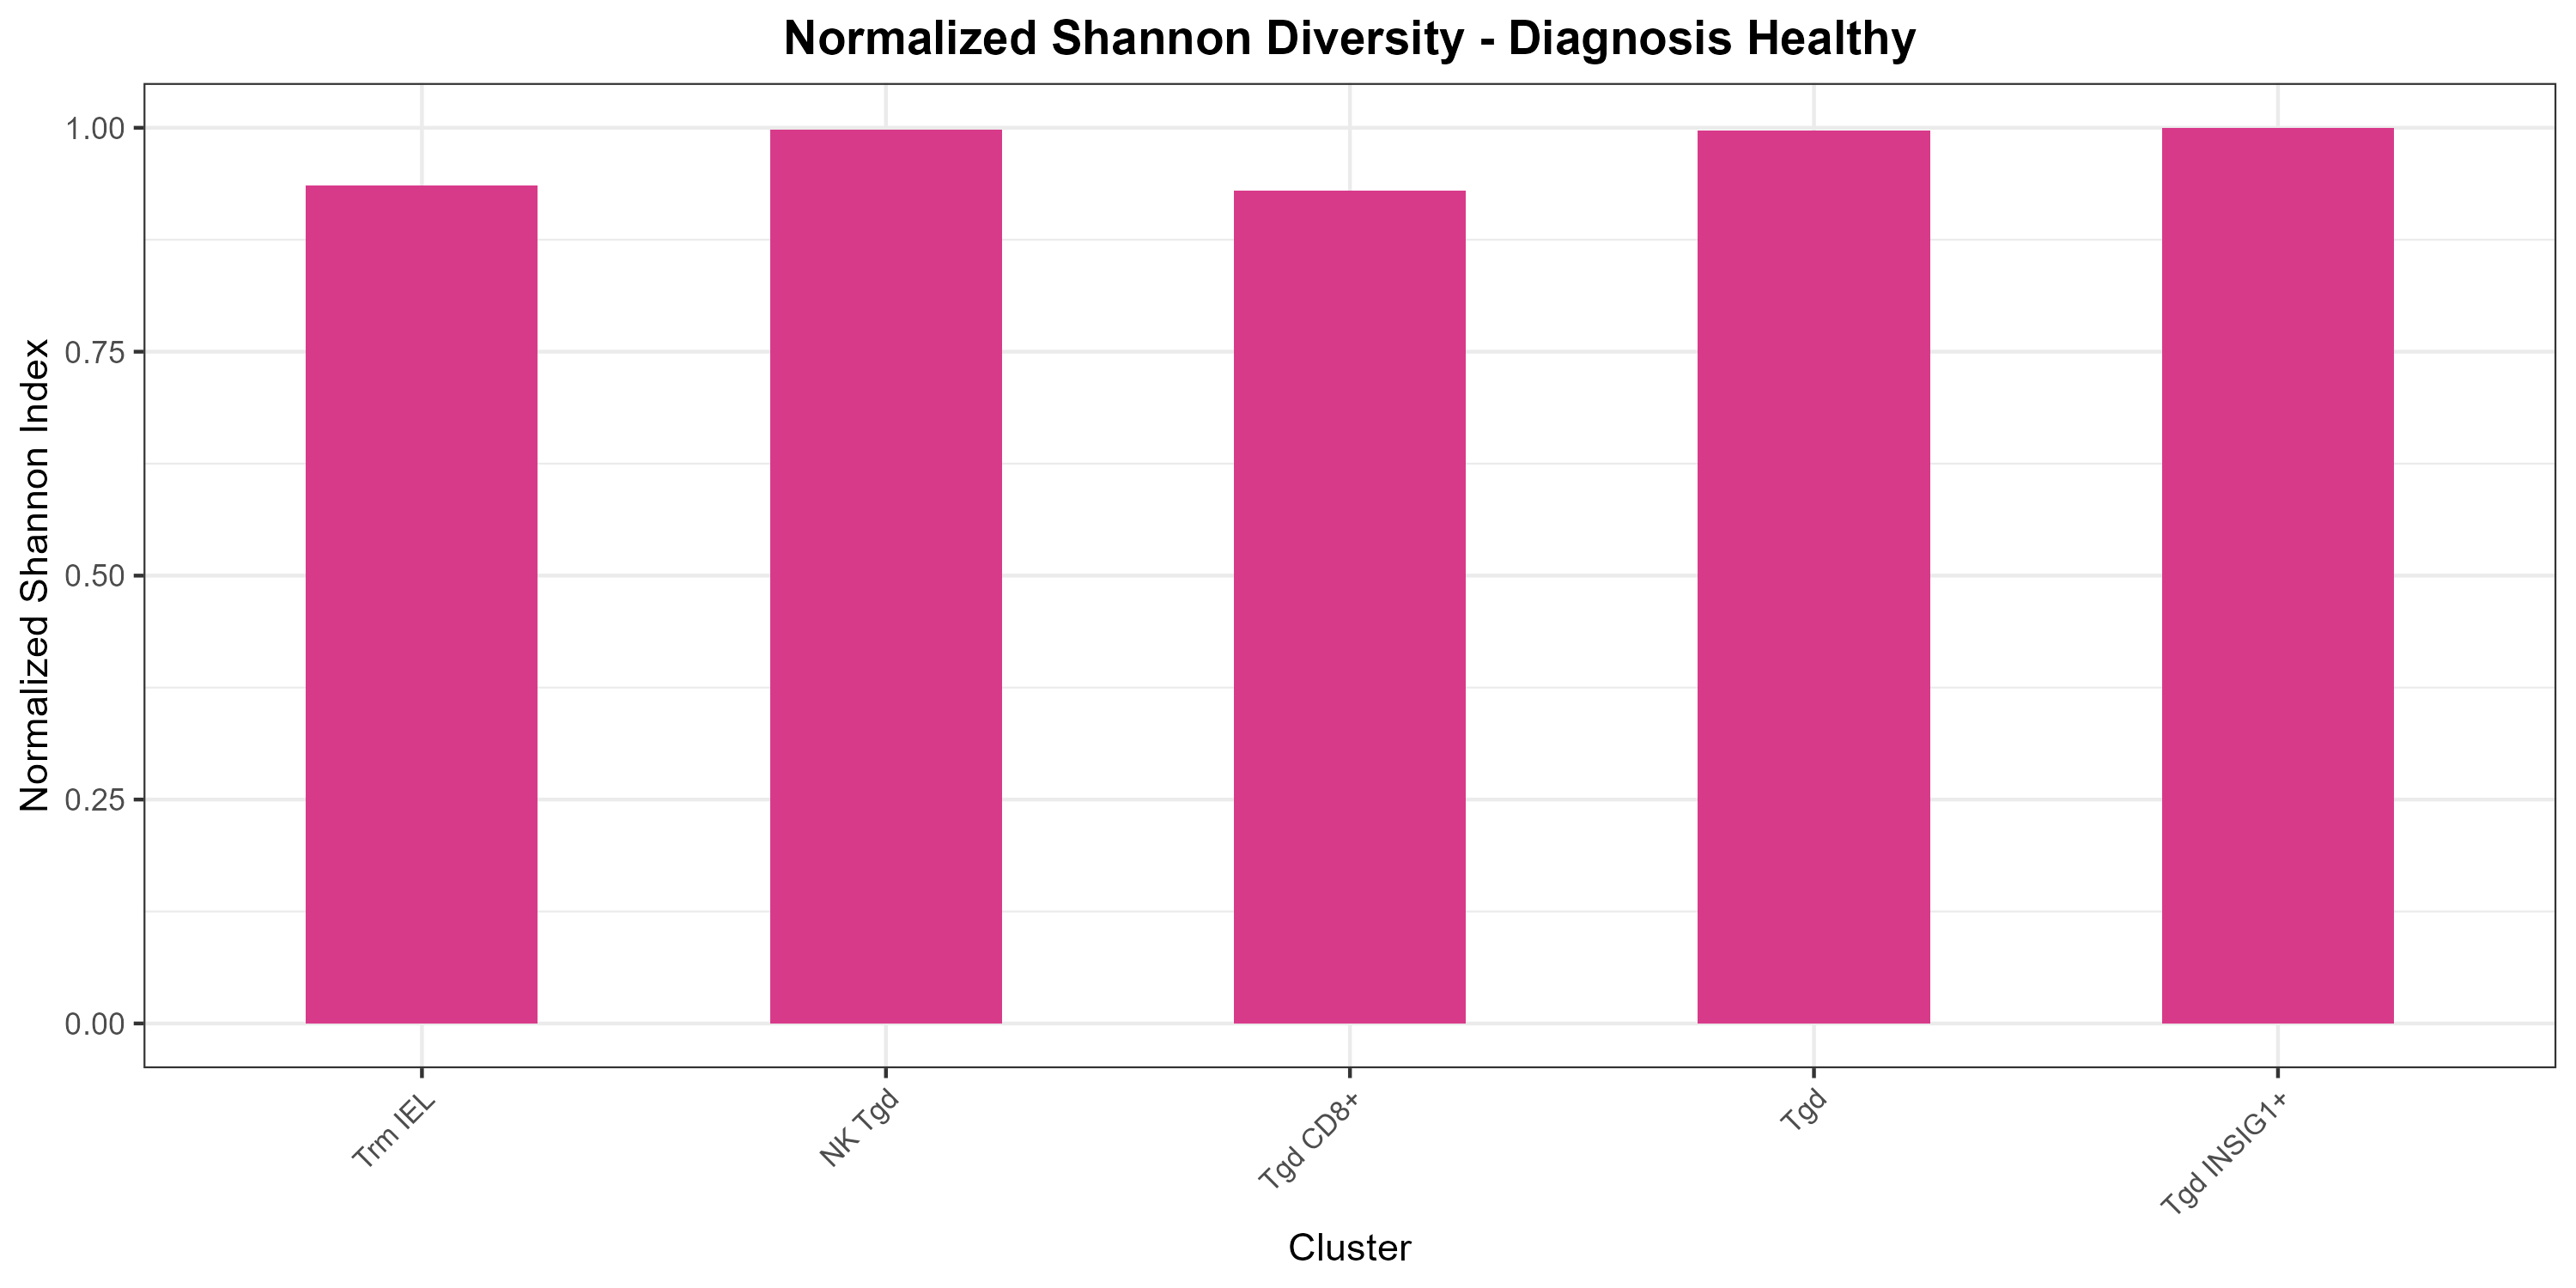 Normalized Shannon Diversity - Diagnosis Healthy
Normalized Shannon Index
1.00
0.75
0.50
0.25
0.00
Trm IEL
NK Tgd
Tgd CD8+
Tgd
Tgd INSIG1+
Cluster